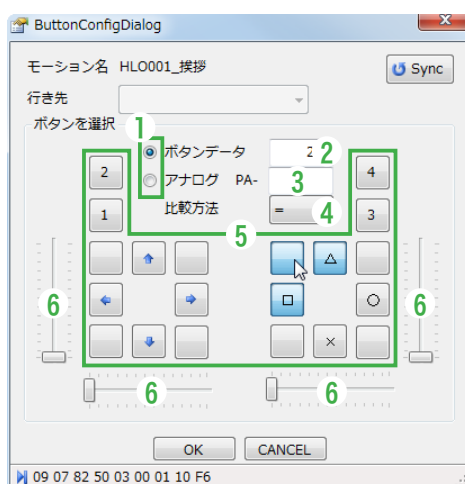 ButtonConfigDialog
モーション名 HLO001_挨拶
Sync
行き先
ボタンを選択
1
ボタンデータ 2 2
アナログ PA- 3
比較方法 = 4
2
4
1
3
5
△
□
○
×
6
6
6
6
OK CANCEL
09 07 82 50 03 00 01 10 F6